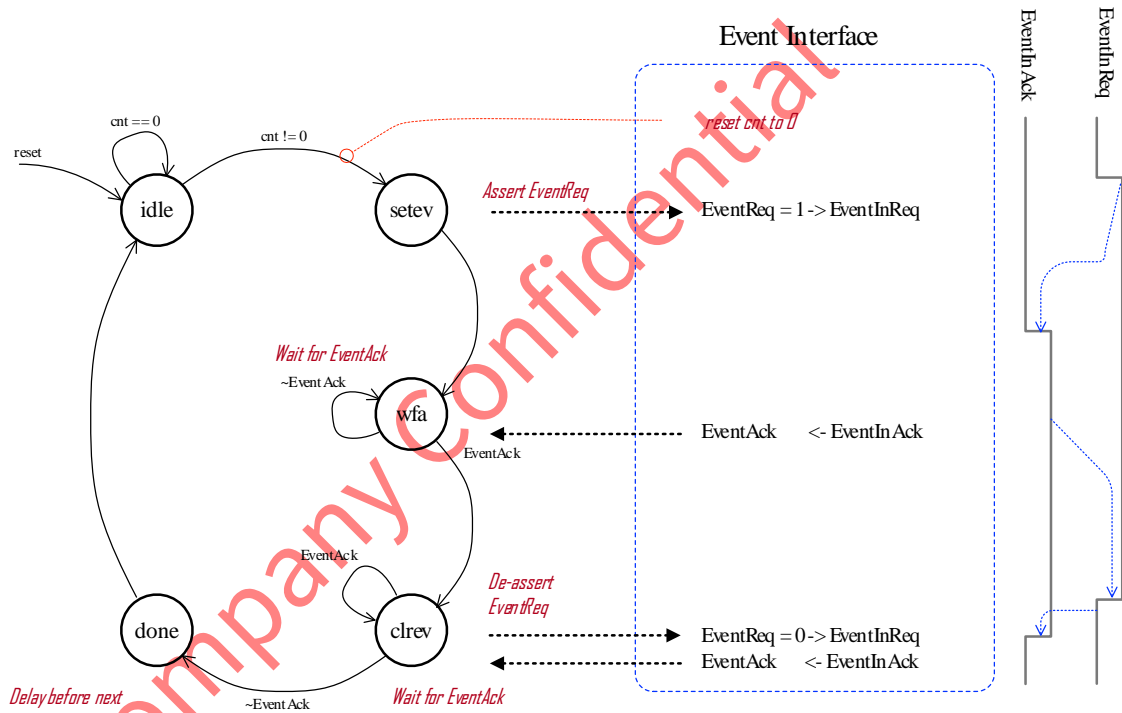 Event Interface
EventInAck
EventInReq
reset cnt to 0
cnt == 0
cnt != 0
reset
idle
setev
Assert EventReq
EventReq = 1 -> EventInReq
Wait for EventAck
~EventAck
wfa
EventAck
EventAck <- EventInAck
EventAck
De-assert
EventReq
done
clrev
EventReq = 0 -> EventInReq
EventAck <- EventInAck
Delay before next
~EventAck
Wait for EventAck
ompany Confidential